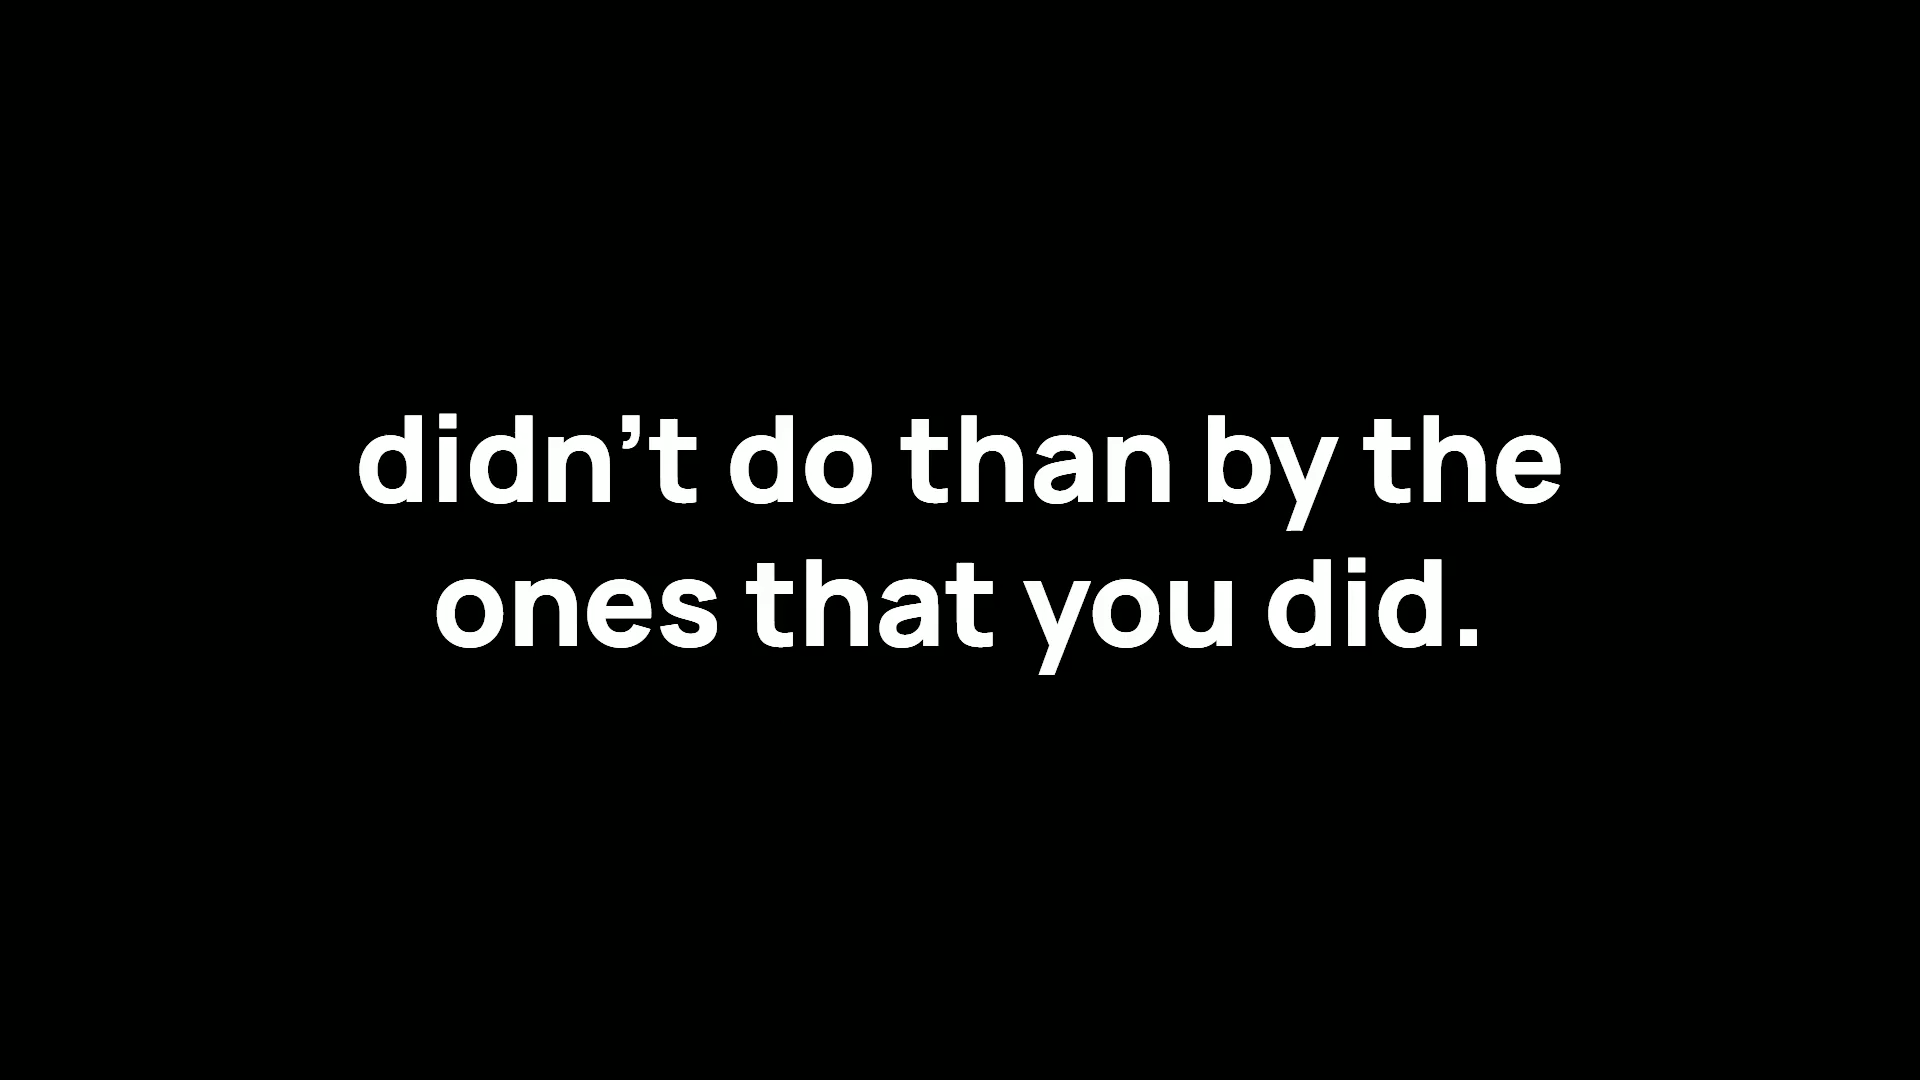 didn’t do than by the
ones that you did.